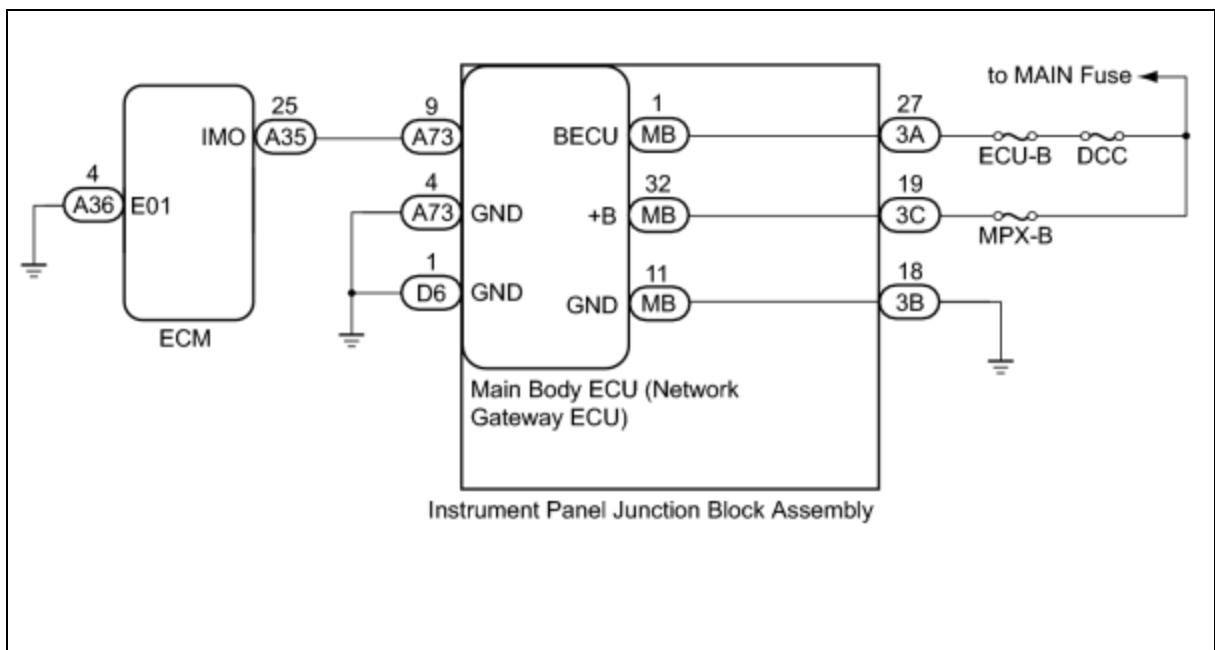 to MAIN Fuse
25
9
1
27
IMO
A35
A73
BECU
MB
3A
ECU-B
DCC
4
4
32
19
A36
E01
A73
GND
+B
MB
3C
MPX-B
1
11
18
D6
GND
GND
MB
3B
ECM
Main Body ECU (Network
Gateway ECU)
Instrument Panel Junction Block Assembly